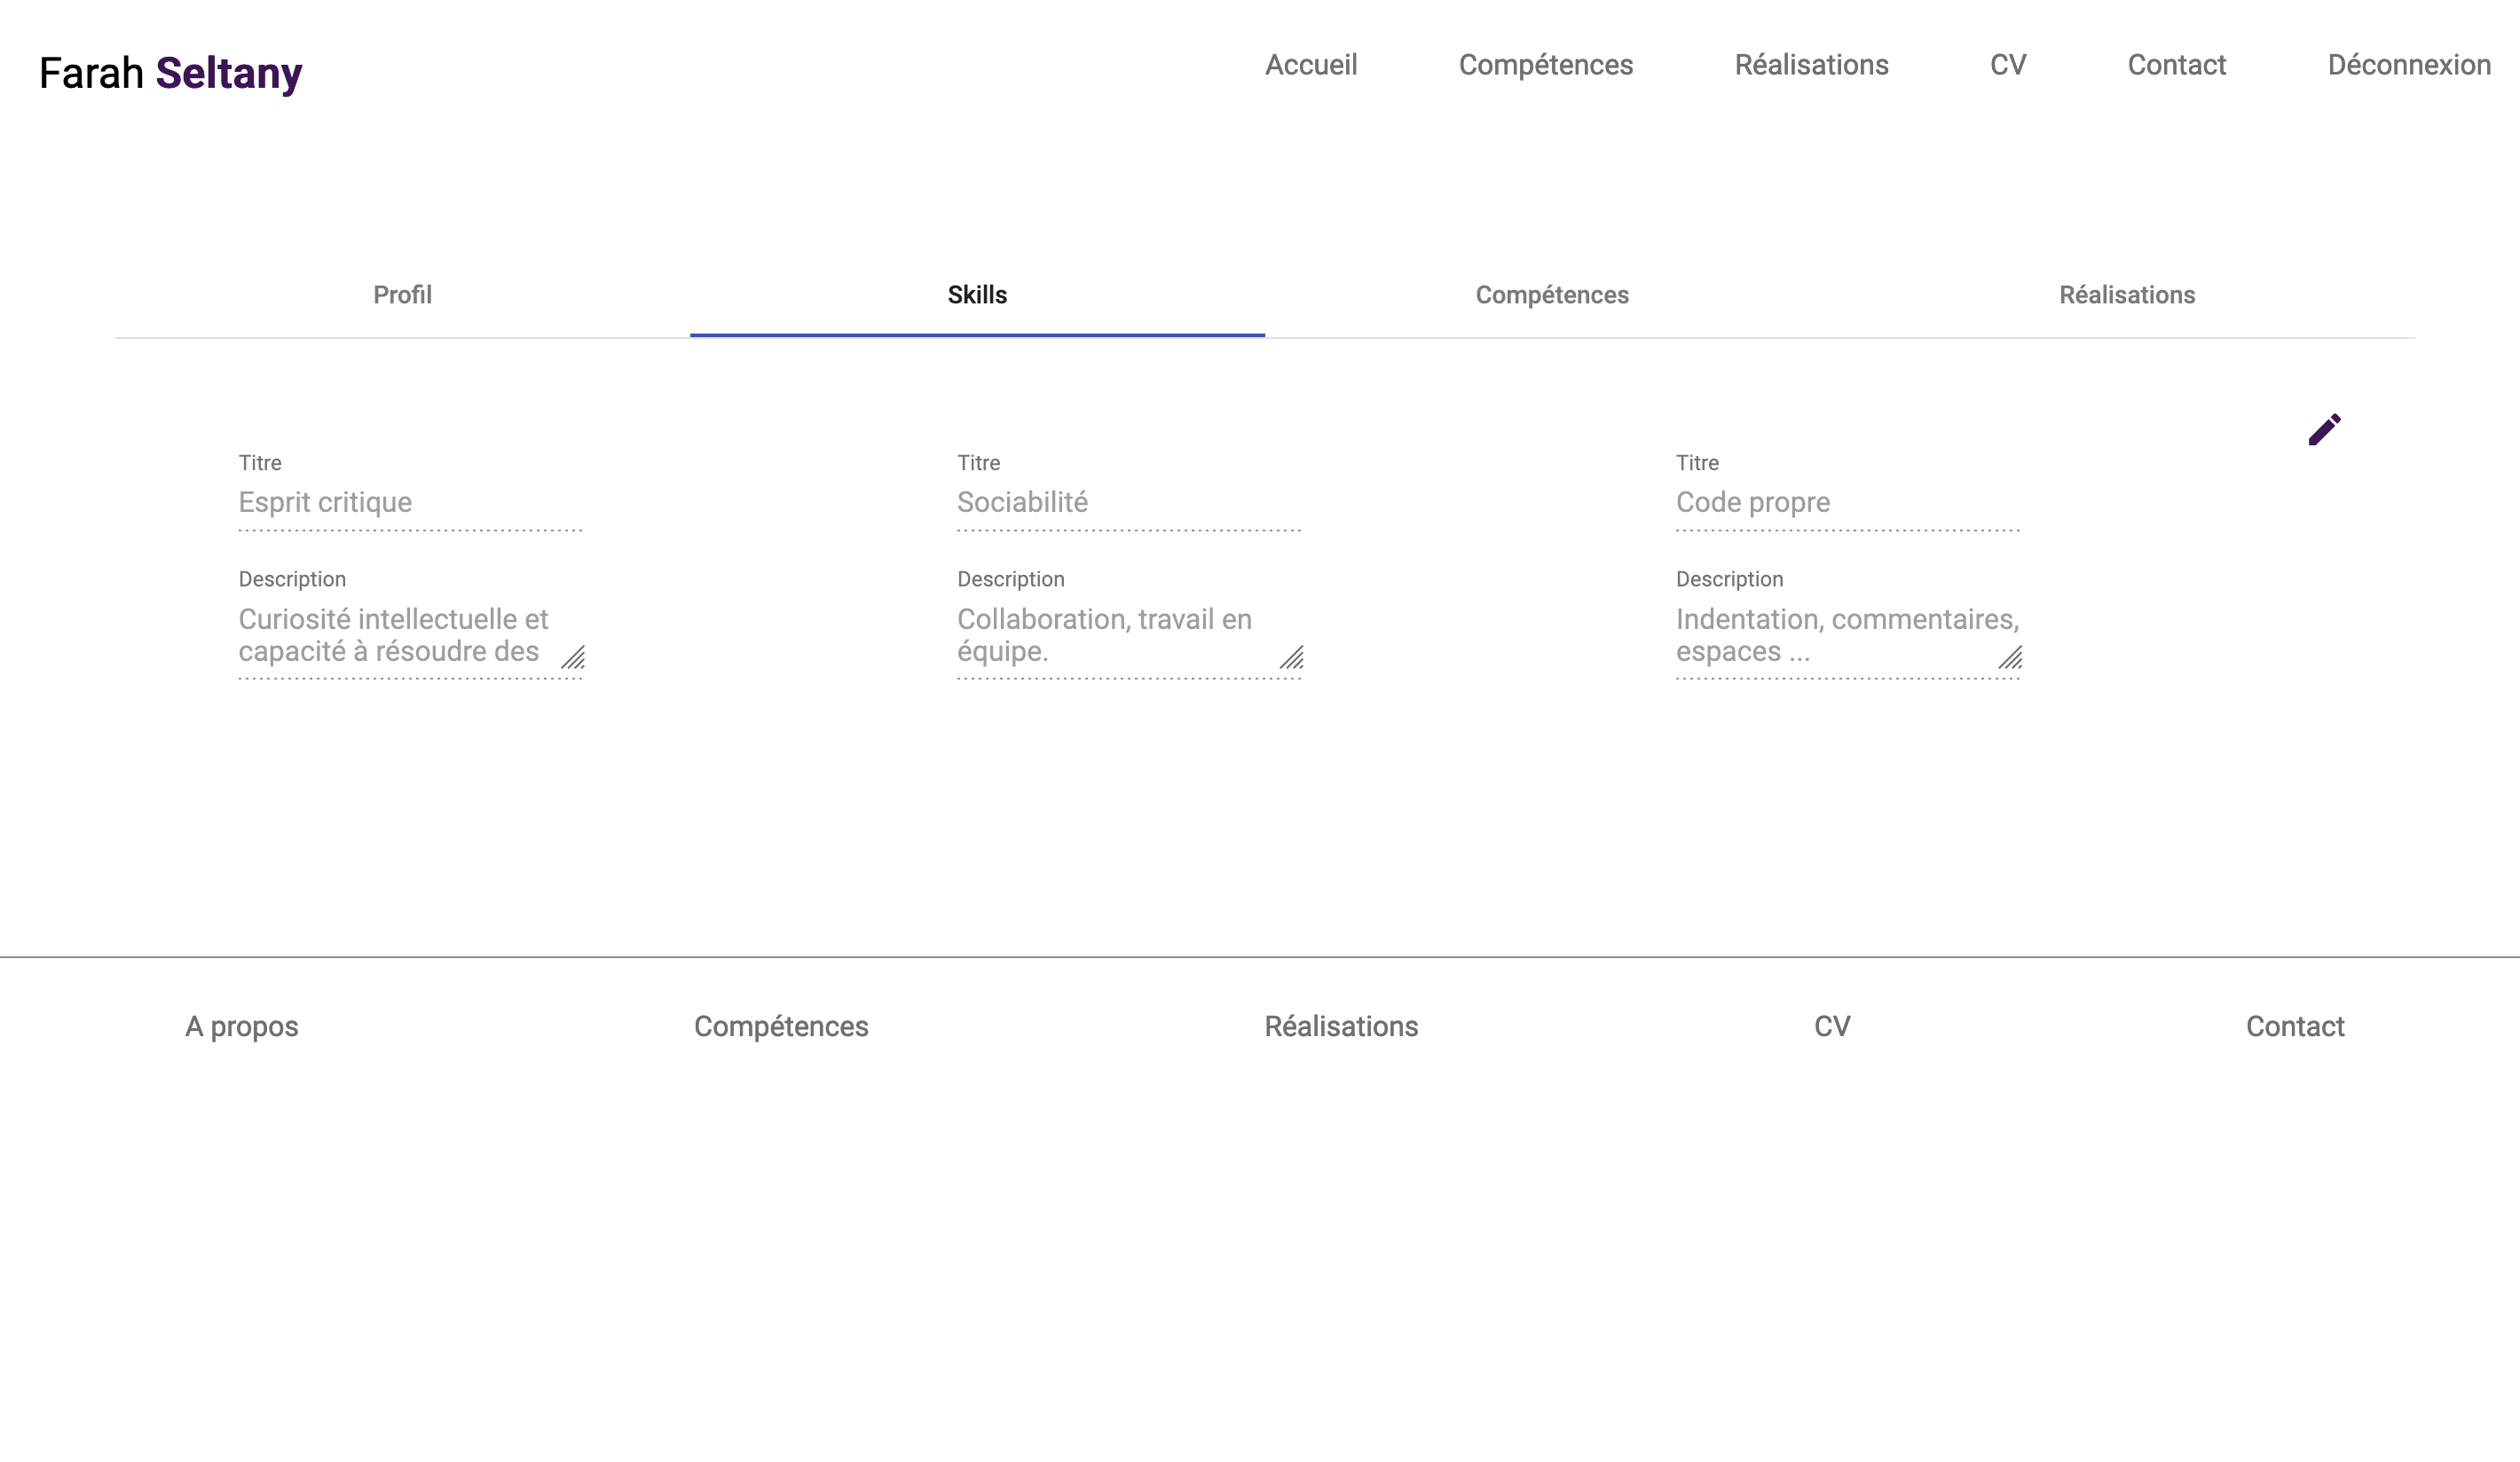 Farah Seltany
Accueil
Compétences
Réalisations
CV
Contact
Déconnexion
Profil
Skills
Compétences
Réalisations
Titre
Esprit critique
Description
Curiosité intellectuelle et
capacité à résoudre des
Titre
Sociabilité
Description
Collaboration, travail en
équipe.
Titre
Code propre
Description
Indentation, commentaires,
espaces ...
A propos
Compétences
Réalisations
CV
Contact